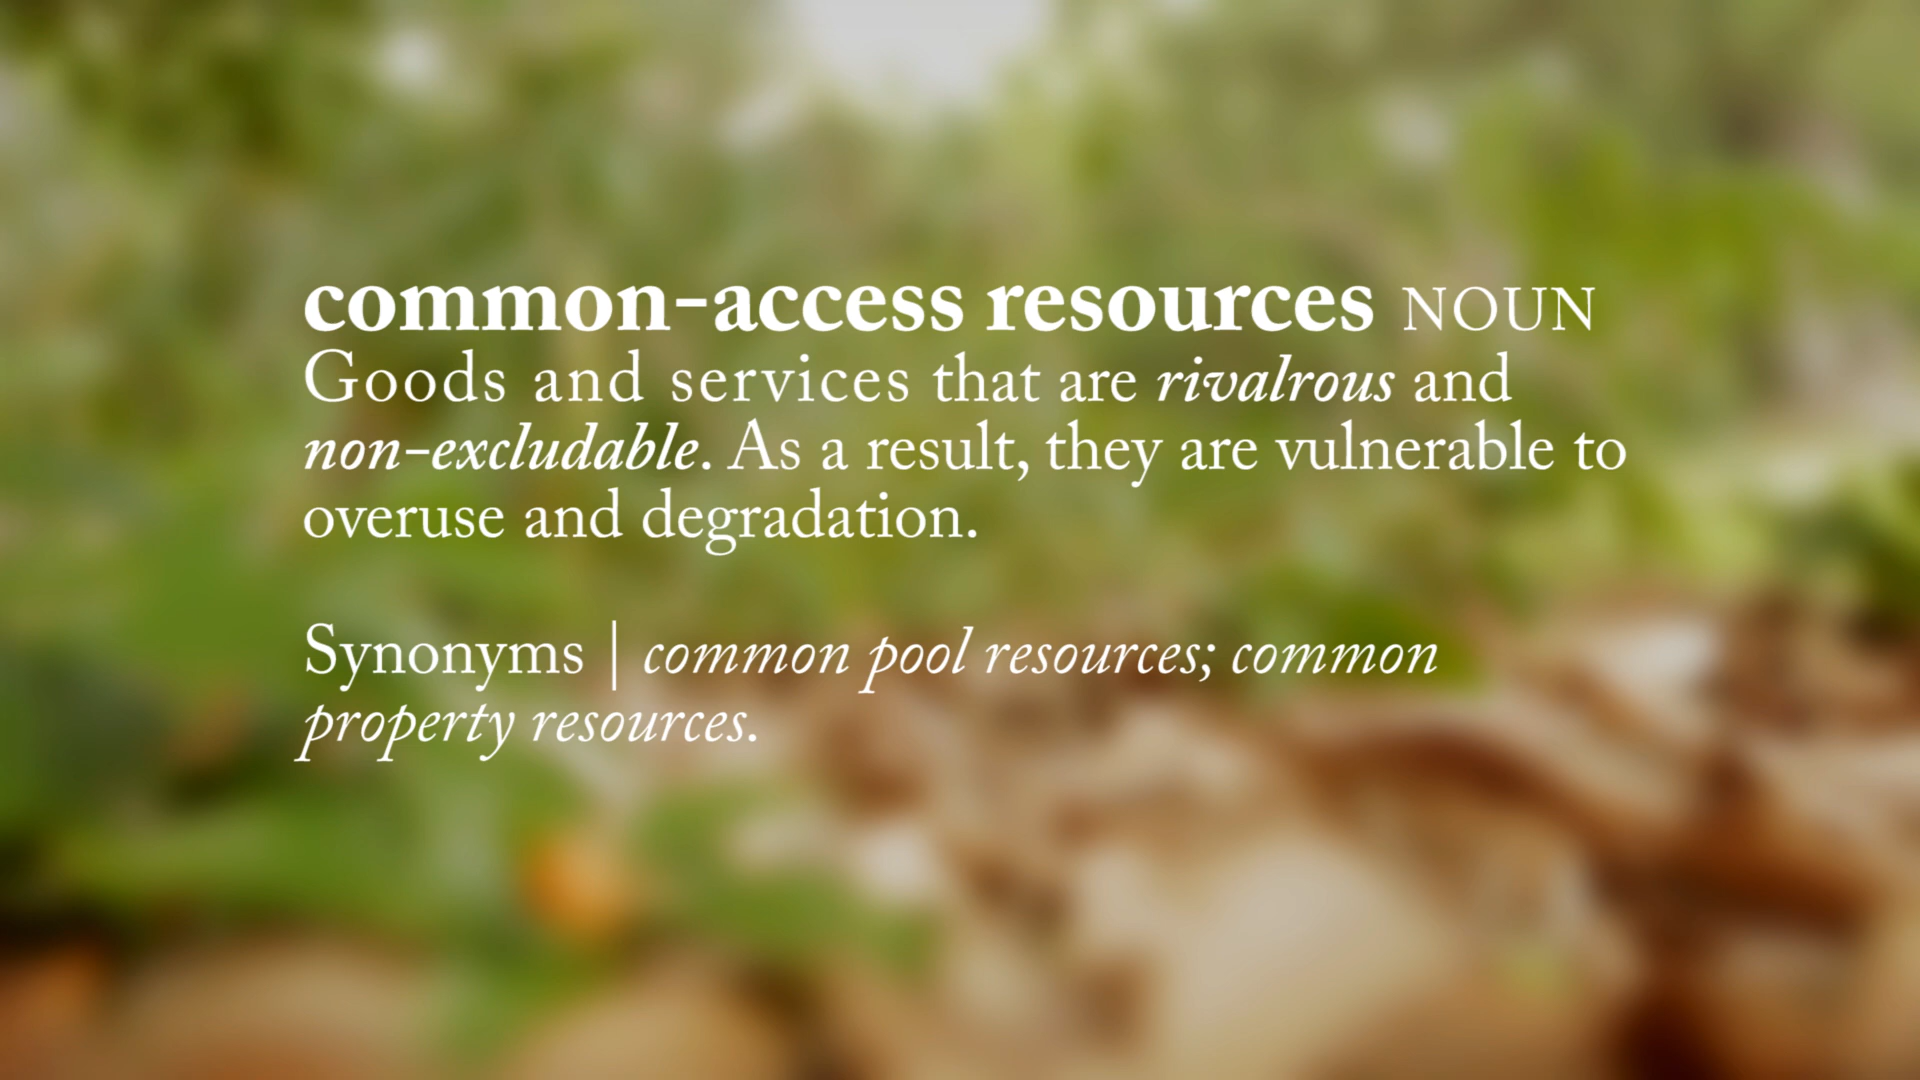 common-access resources NOUN
Goods and services that are rivalrous and
non-excludable. As a result, they are vulnerable to
overuse and degradation.
Synonyms | common pool resources; common
property resources.